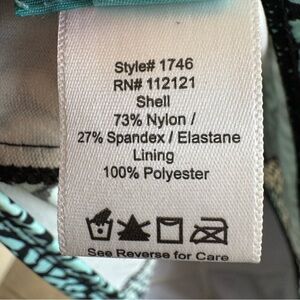 Style# 1746
RN# 112121
Shell
73% Nylon /
27% Spandex / Elastane
Lining
100% Polyester
See Reverse for Care